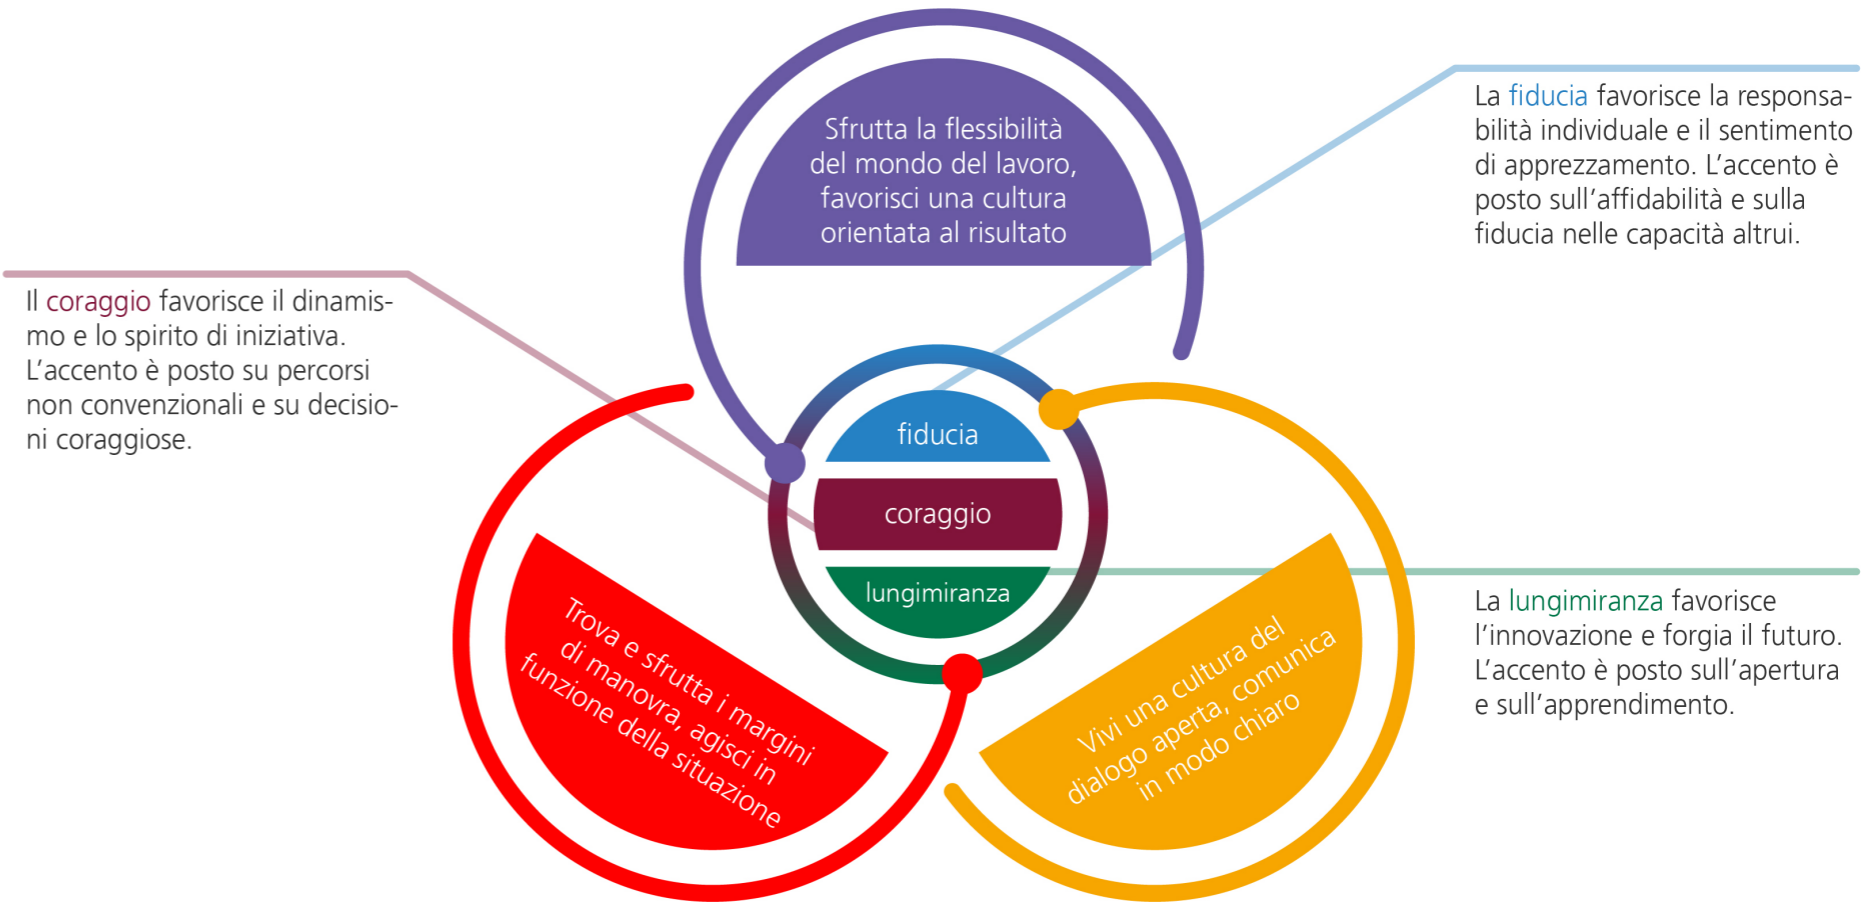 Sfrutta la flessibilità
del mondo del lavoro,
favorisci una cultura
orientata al risultato
La fiducia favorisce la responsa-
bilità individuale e il sentimento
di apprezzamento. L’accento è
posto sull’affidabilità e sulla
fiducia nelle capacità altrui.
Il coraggio favorisce il dinamis-
mo e lo spirito di iniziativa.
L’accento è posto su percorsi
non convenzionali e su decisio-
ni coraggiose.
fiducia
coraggio
lungimiranza
La lungimiranza favorisce
l’innovazione e forgia il futuro.
L’accento è posto sull’apertura
e sull’apprendimento.
Trova e sfrutta i margini
di manovra, agisci in
funzione della situazione
Vivi una cultura del
dialogo aperta, comunica
in modo chiaro